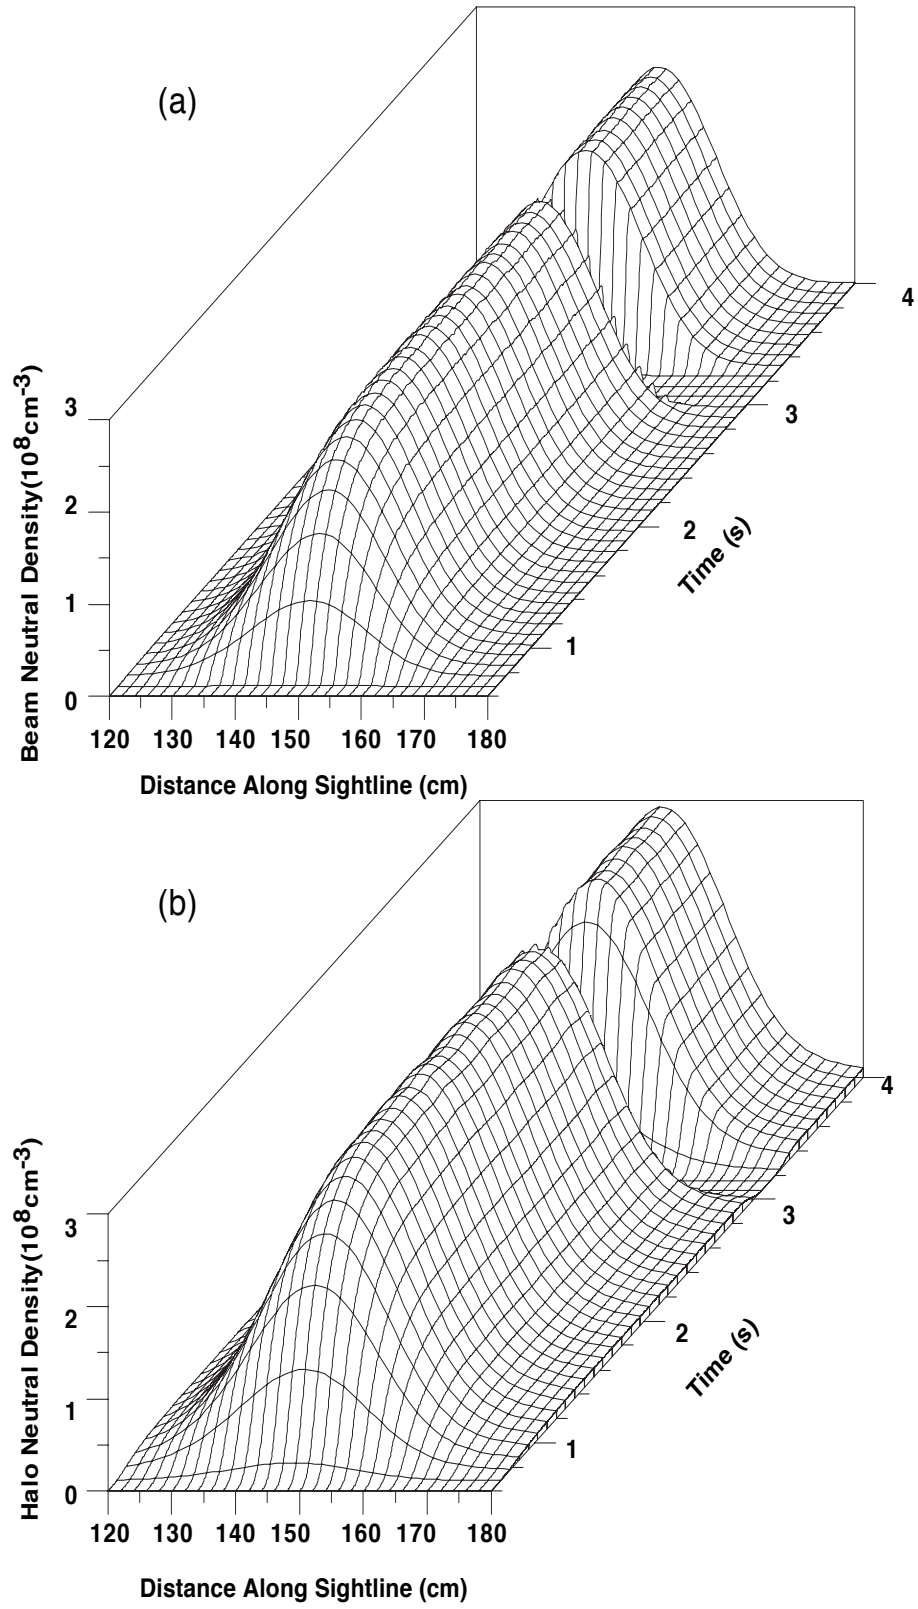 (a)
Beam Neutral Density(10⁸cm⁻³)
3
2
1
0
120 130 140 150 160 170 180
Distance Along Sightline (cm)
1
2
3
4
Time (s)
(b)
Halo Neutral Density(10⁸cm⁻³)
3
2
1
0
120 130 140 150 160 170 180
Distance Along Sightline (cm)
1
2
3
4
Time (s)